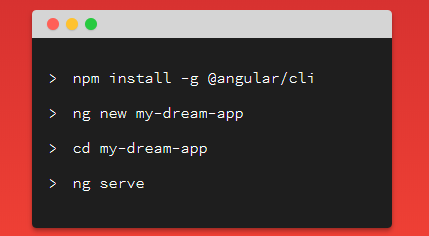 > npm install -g @angular/cli
> ng new my-dream-app
> cd my-dream-app
> ng serve